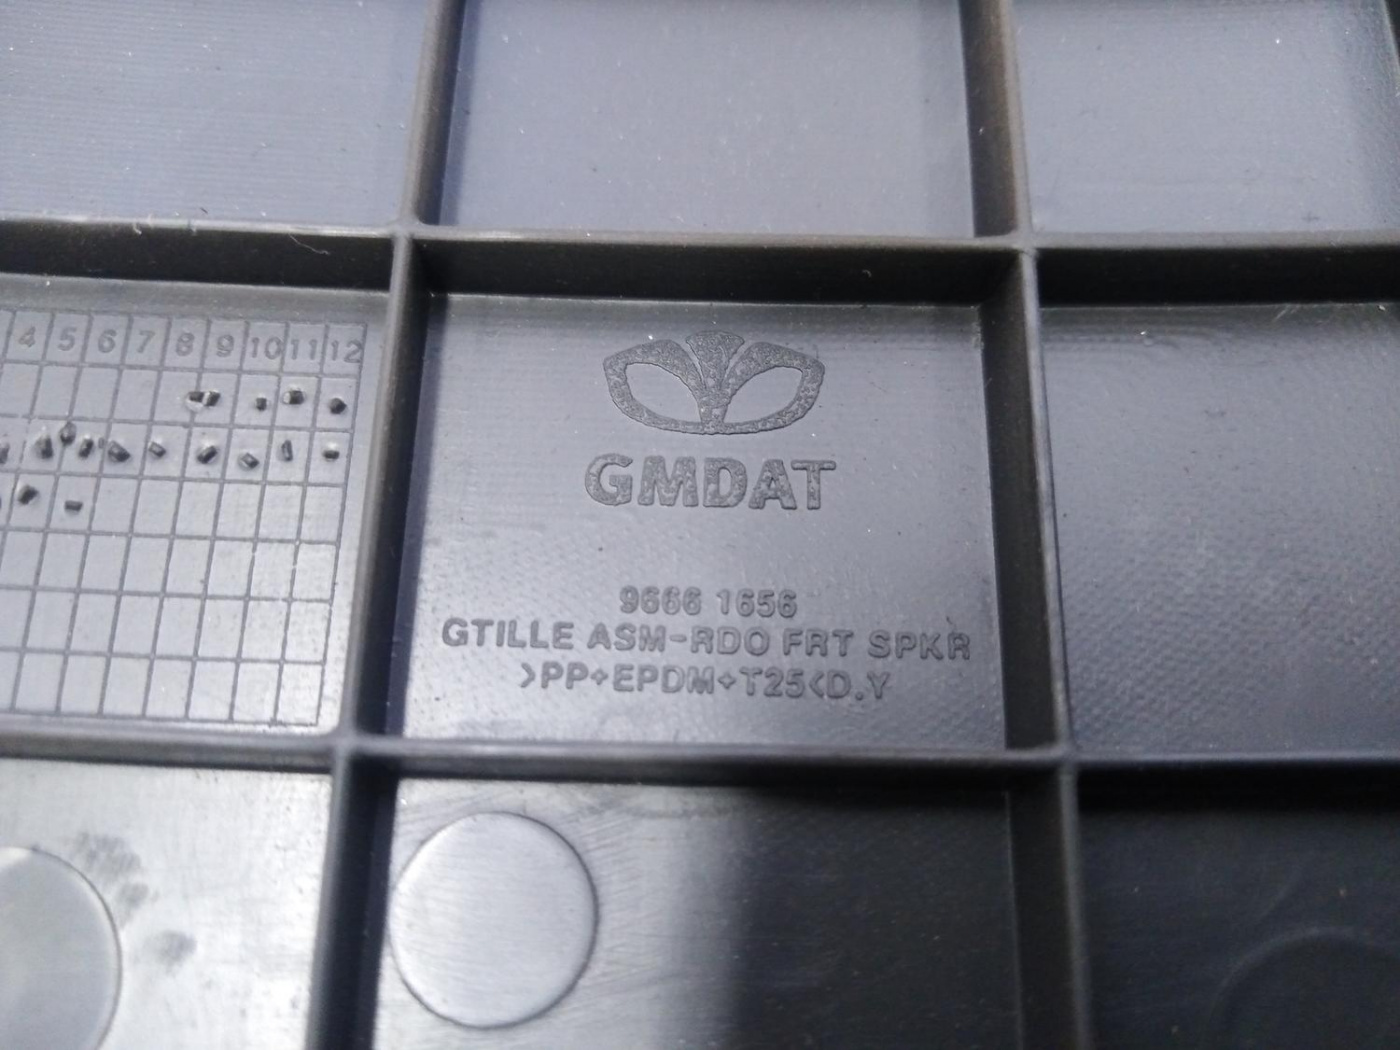 4 5 6 7 8 9 10 11 12
GMDAT
9666 1656
GTILLE ASM-RDO FRT SPKR
>PP+EPDM+T25<D.Y